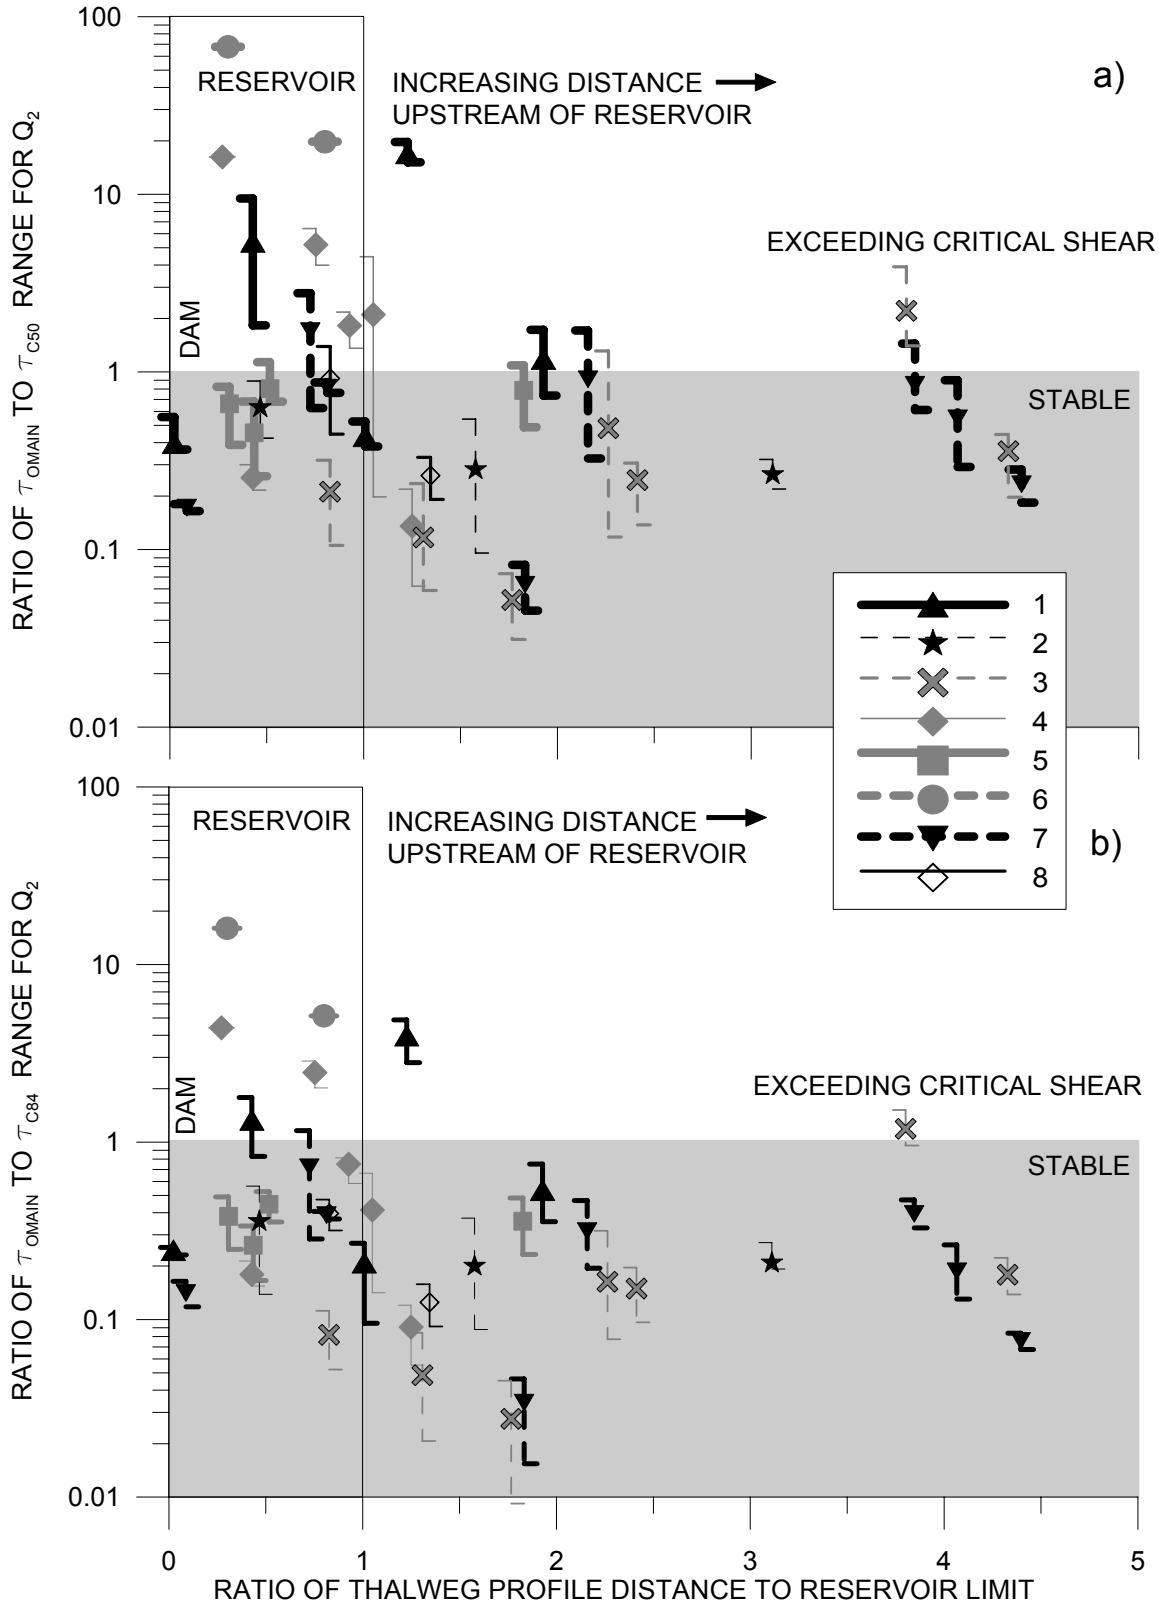 100
10
1
0.1
0.01
RATIO OF τOMAIN TO τC50 RANGE FOR Q2
RESERVOIR
INCREASING DISTANCE
UPSTREAM OF RESERVOIR
a)
DAM
EXCEEDING CRITICAL SHEAR
STABLE
1
2
3
4
5
6
7
8
100
10
1
0.1
0.01
RATIO OF τOMAIN TO τC84 RANGE FOR Q2
RESERVOIR
INCREASING DISTANCE
UPSTREAM OF RESERVOIR
b)
DAM
EXCEEDING CRITICAL SHEAR
STABLE
0 1 2 3 4 5
RATIO OF THALWEG PROFILE DISTANCE TO RESERVOIR LIMIT